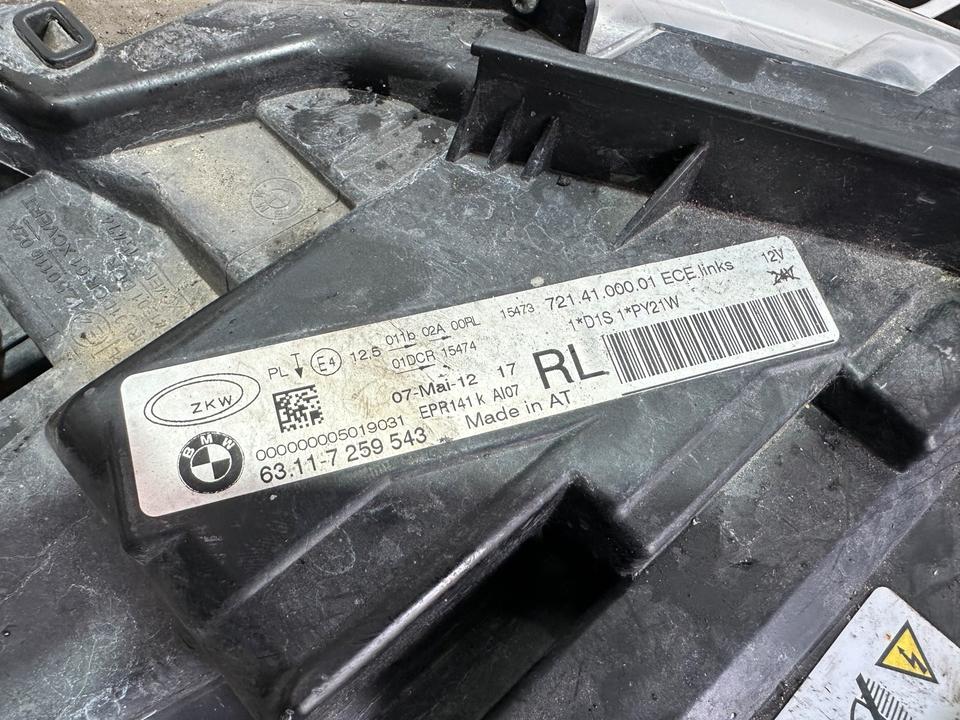 ZKW
PL T E4 12,5 011b 02A 00RL 15473 721.41.000.01 ECE links 12V
24V
01DCR 15474 1*D1S 1*PY21W
07-Mai-12 17 RL
EPR141 k AI07
BMW 000000005019031 Made in AT
63.11-7 259 543